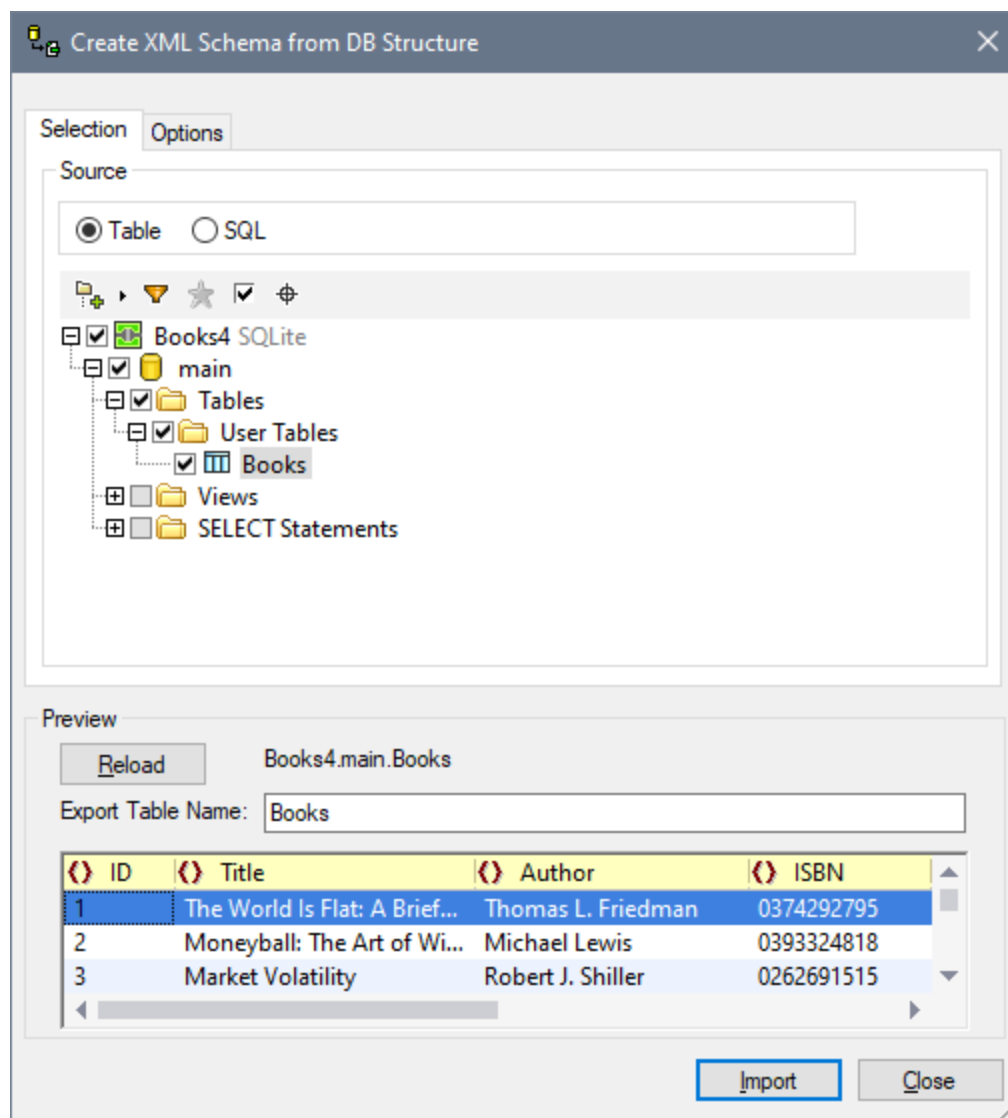 Create XML Schema from DB Structure
Selection Options
Source
Table SQL
Books4 SQLite
main
Tables
User Tables
Books
Views
SELECT Statements
Preview
Reload Books4.main.Books
Export Table Name: Books
ID Title Author ISBN
1 The World Is Flat: A Brief... Thomas L. Friedman 0374292795
2 Moneyball: The Art of Wi... Michael Lewis 0393324818
3 Market Volatility Robert J. Shiller 0262691515
Import Close